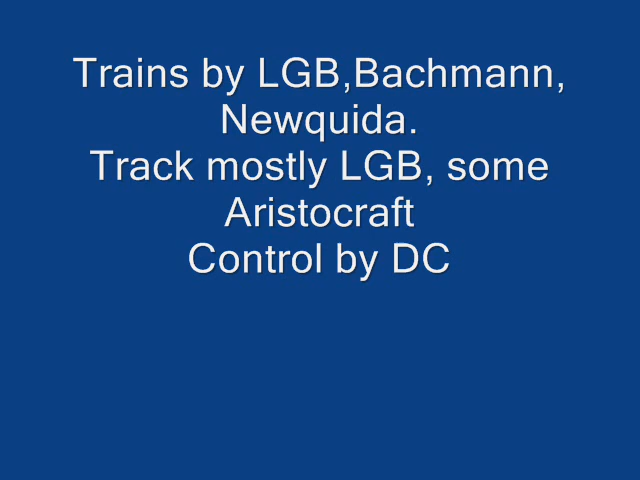 Trains by LGB,Bachmann,
Newquida.
Track mostly LGB, some
Aristocraft
Control by DC